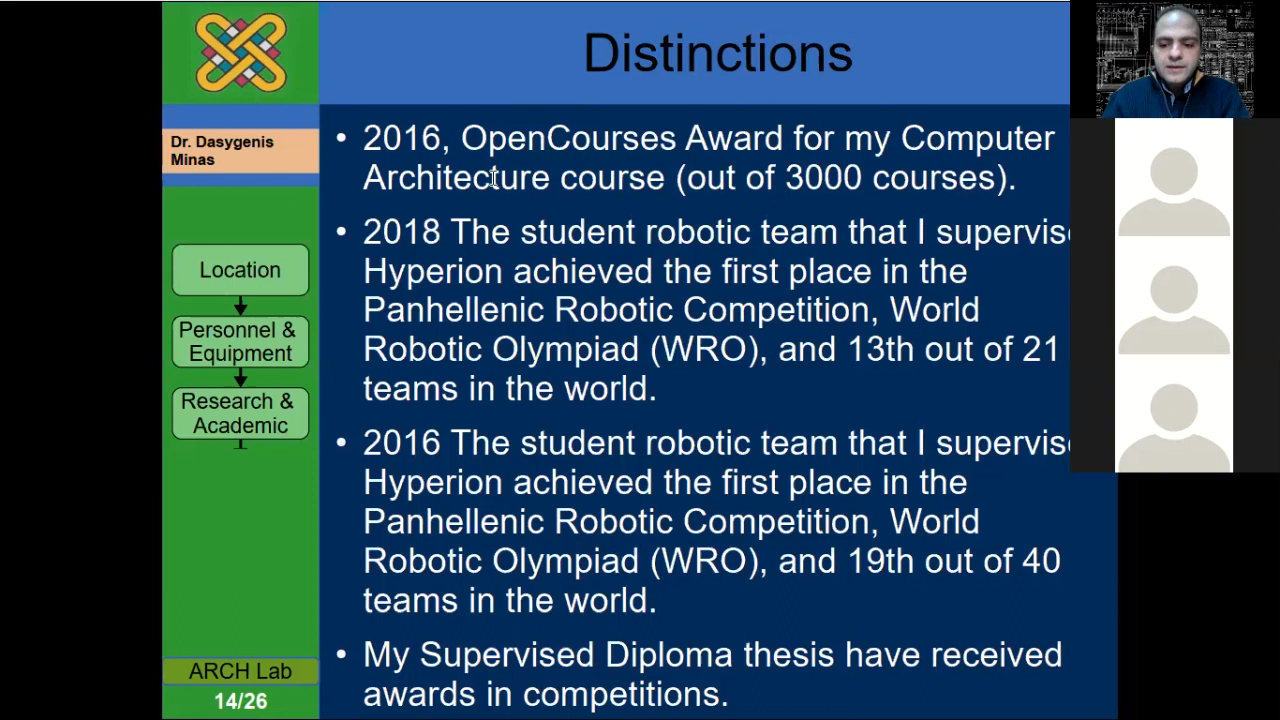 Distinctions
Dr. Dasygenis
Minas
Location
Personnel &
Equipment
Research &
Academic
ARCH Lab
14/26
• 2016, OpenCourses Award for my Computer
Architecture course (out of 3000 courses).
• 2018 The student robotic team that I supervise
Hyperion achieved the first place in the
Panhellenic Robotic Competition, World
Robotic Olympiad (WRO), and 13th out of 21
teams in the world.
• 2016 The student robotic team that I supervise
Hyperion achieved the first place in the
Panhellenic Robotic Competition, World
Robotic Olympiad (WRO), and 19th out of 40
teams in the world.
• My Supervised Diploma thesis have received
awards in competitions.